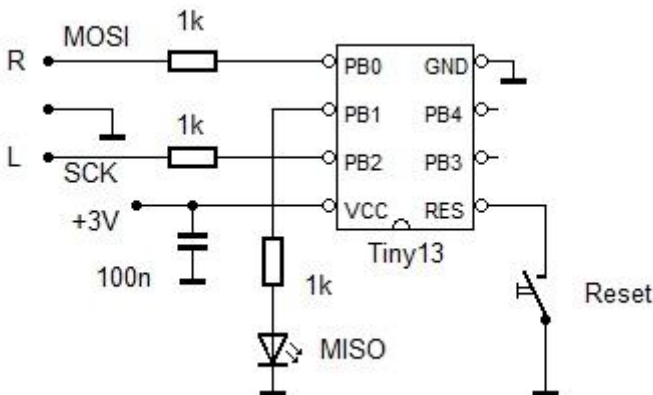 1k
MOSI
R
PB0 GND
PB1 PB4
1k
L
PB2 PB3
SCK
+3V
VCC RES
Tiny13
100n
1k
Reset
MISO